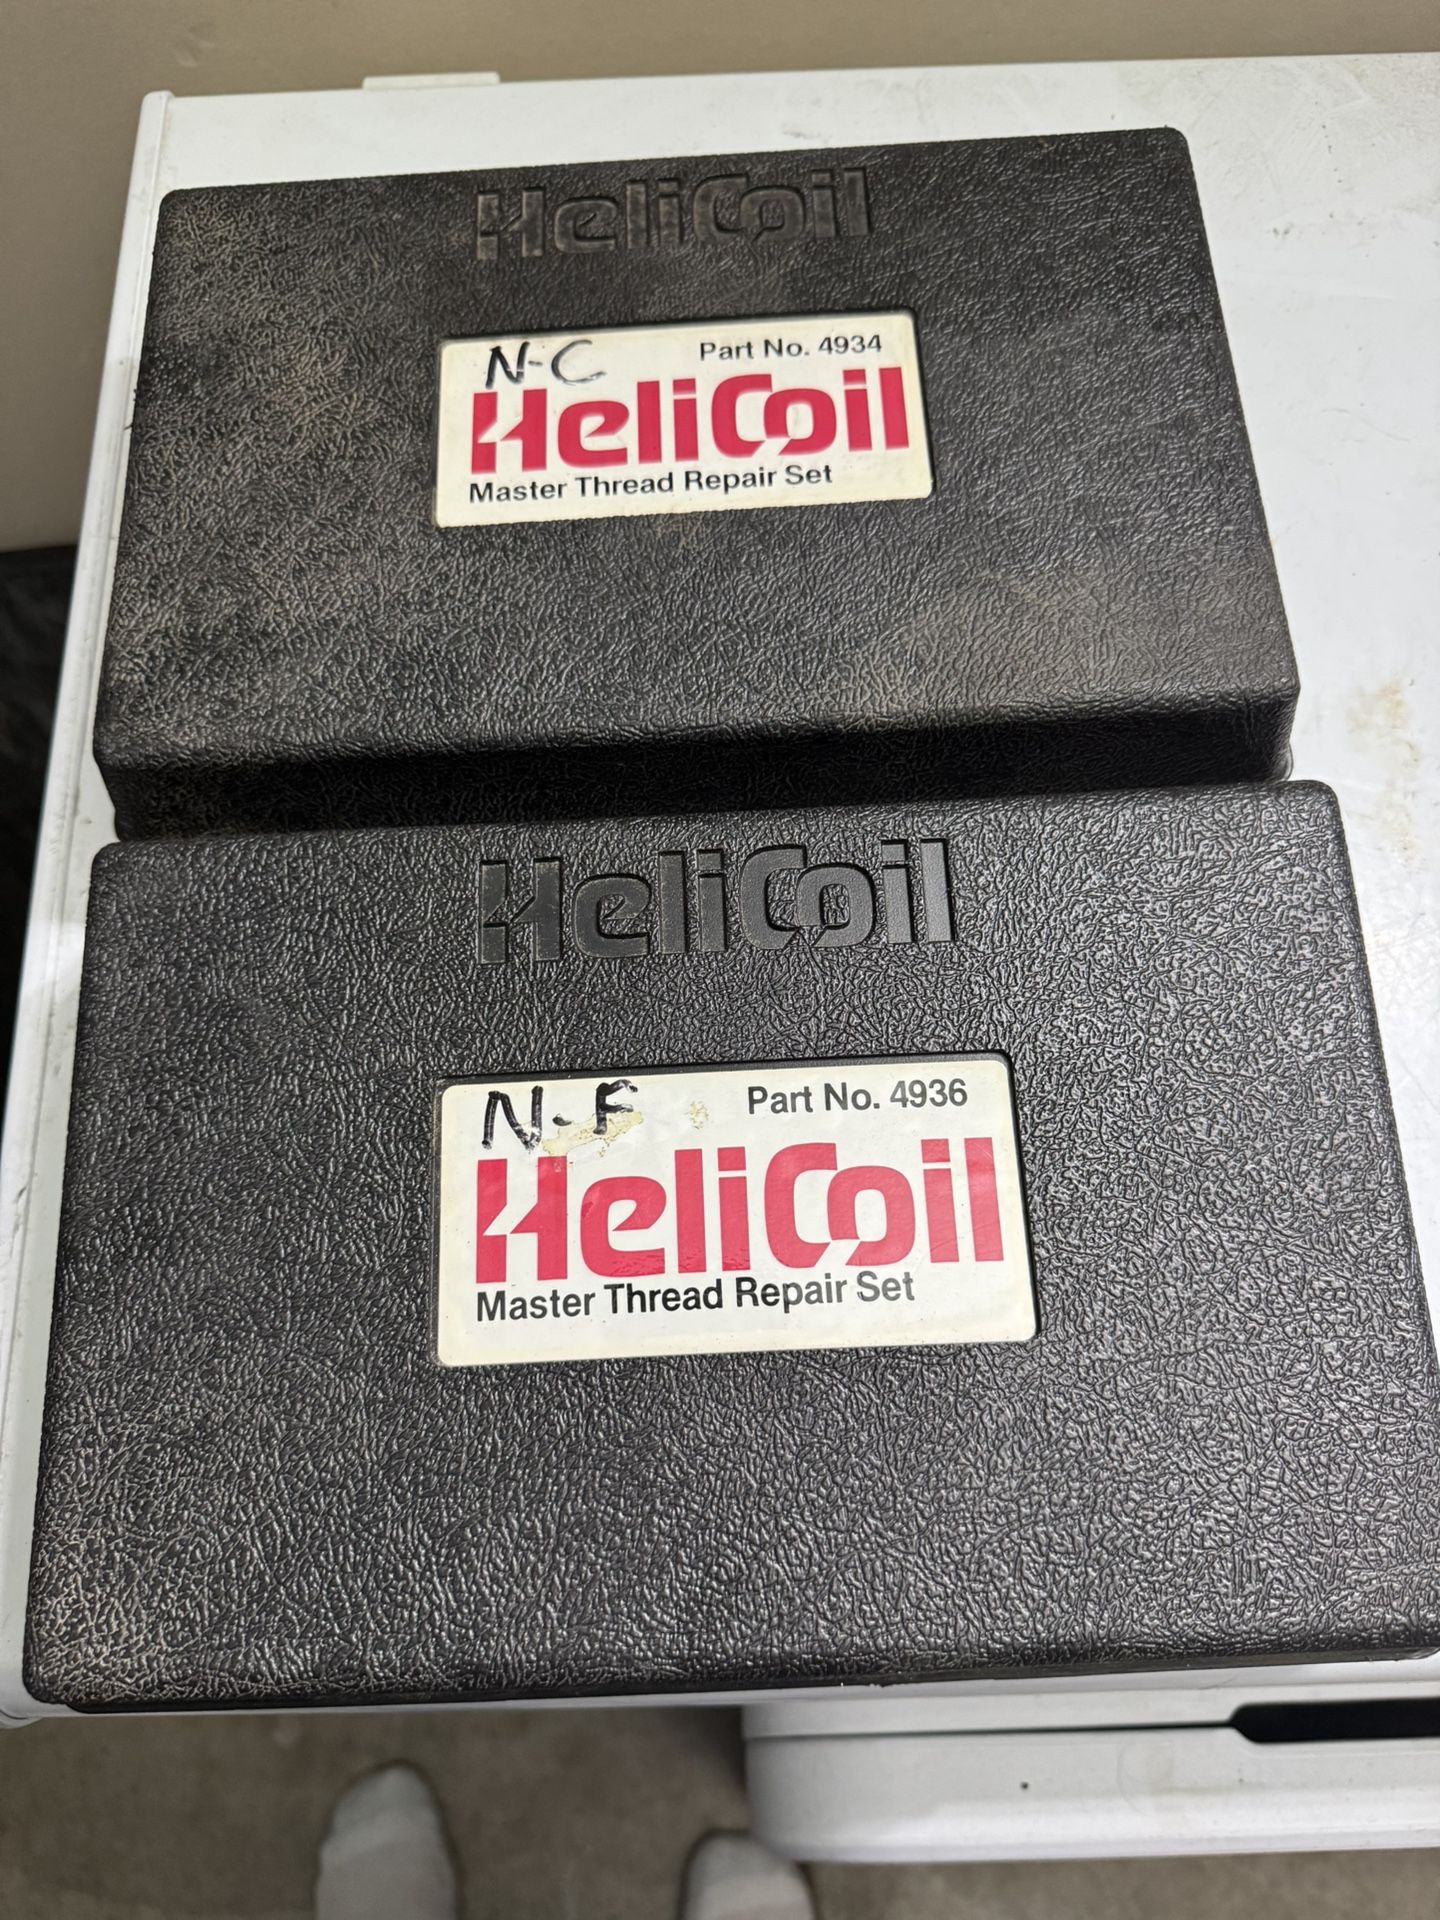 HeliCoil
N-C Part No. 4934
HeliCoil
Master Thread Repair Set
HeliCoil
N-F Part No. 4936
HeliCoil
Master Thread Repair Set